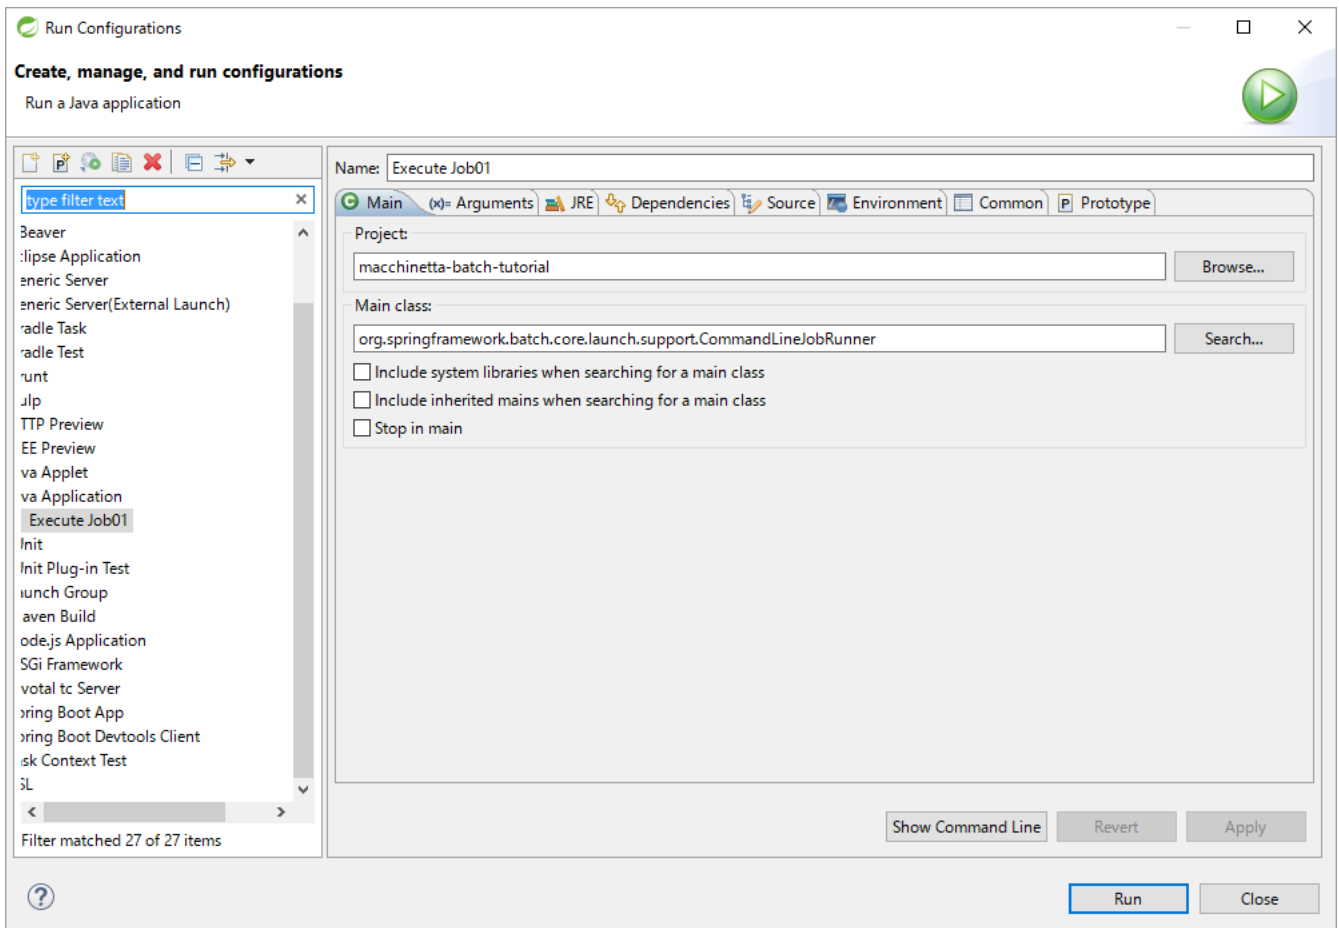 Run Configurations
Create, manage, and run configurations
Run a Java application
type filter text
Beaver
clipse Application
eneric Server
eneric Server(External Launch)
radle Task
radle Test
runt
ulp
TTP Preview
EE Preview
va Applet
va Application
Execute Job01
Jnit
Jnit Plug-in Test
aunch Group
aven Build
ode.js Application
SGi Framework
votal tc Server
pring Boot App
pring Boot Devtools Client
ask Context Test
SL
Filter matched 27 of 27 items
Name: Execute Job01
Main (x)= Arguments JRE Dependencies Source Environment Common P Prototype
Project:
macchinetta-batch-tutorial Browse...
Main class:
org.springframework.batch.core.launch.support.CommandLineJobRunner Search...
Include system libraries when searching for a main class
Include inherited mains when searching for a main class
Stop in main
Show Command Line Revert Apply
? Run Close